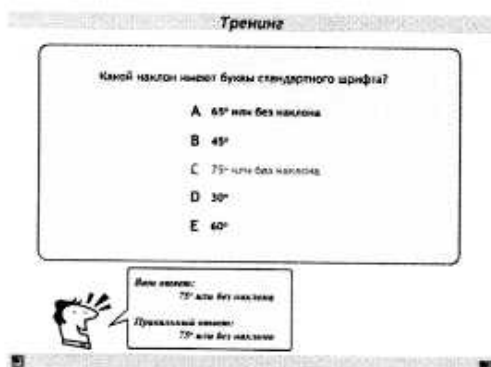 Тренинг
Какой наклон имеют буквы стандартного шрифта?
A 65° или без наклона
B 45°
C 75° или без наклона
D 30°
E 60°
Ваш ответ:
75° или без наклона
Правильный ответ:
75° или без наклона